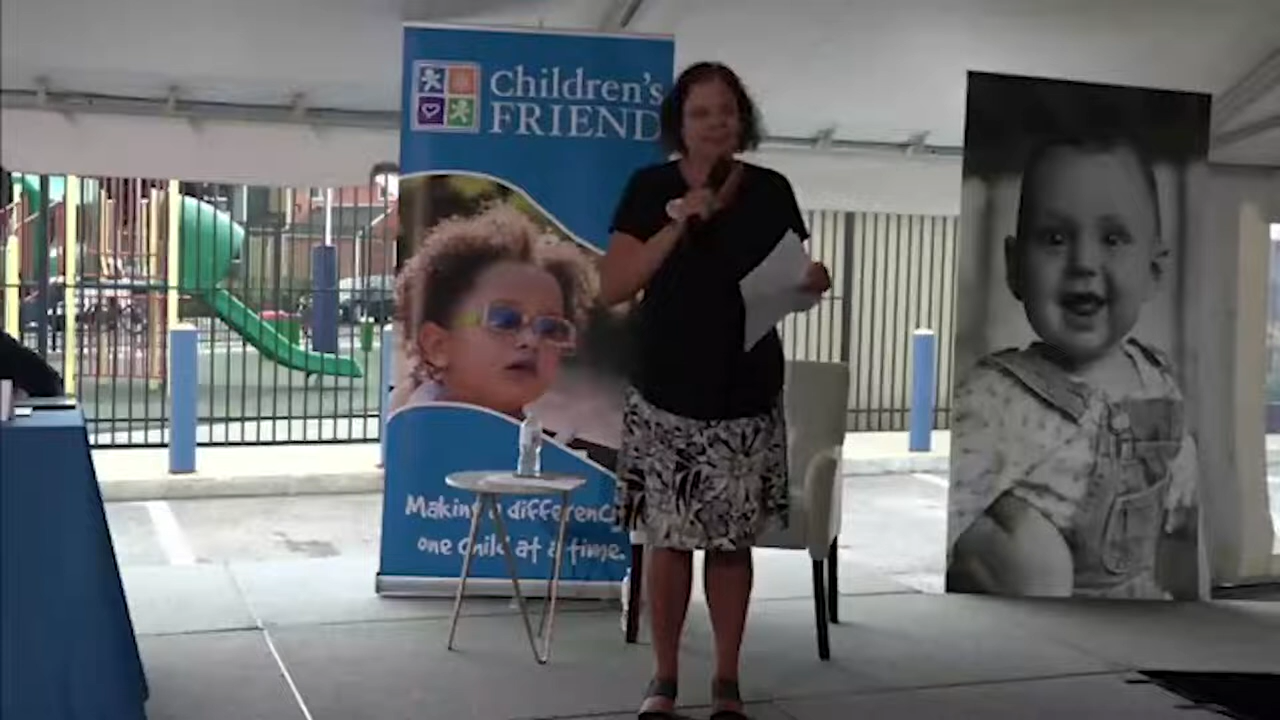 Children's
FRIEND
Making a difference
one child at a time.